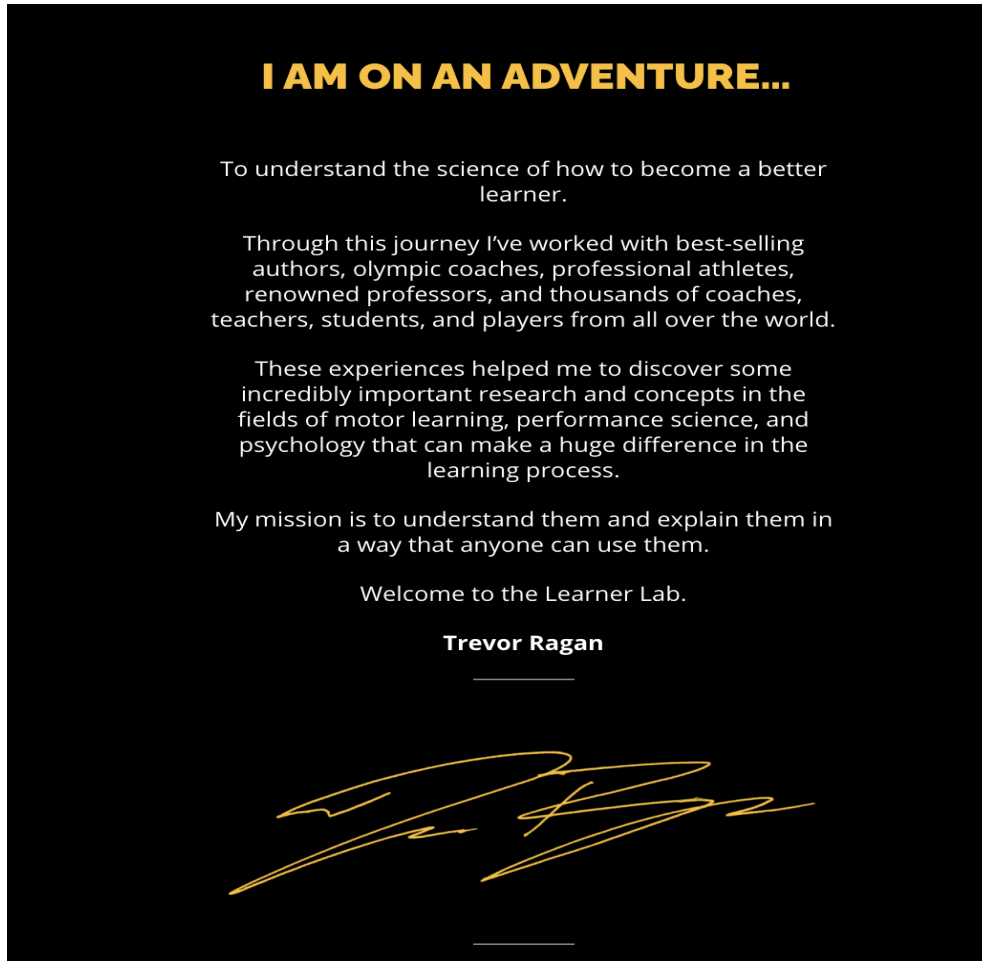 I AM ON AN ADVENTURE...
To understand the science of how to become a better
learner.
Through this journey I’ve worked with best-selling
authors, olympic coaches, professional athletes,
renowned professors, and thousands of coaches,
teachers, students, and players from all over the world.
These experiences helped me to discover some
incredibly important research and concepts in the
fields of motor learning, performance science, and
psychology that can make a huge difference in the
learning process.
My mission is to understand them and explain them in
a way that anyone can use them.
Welcome to the Learner Lab.
Trevor Ragan